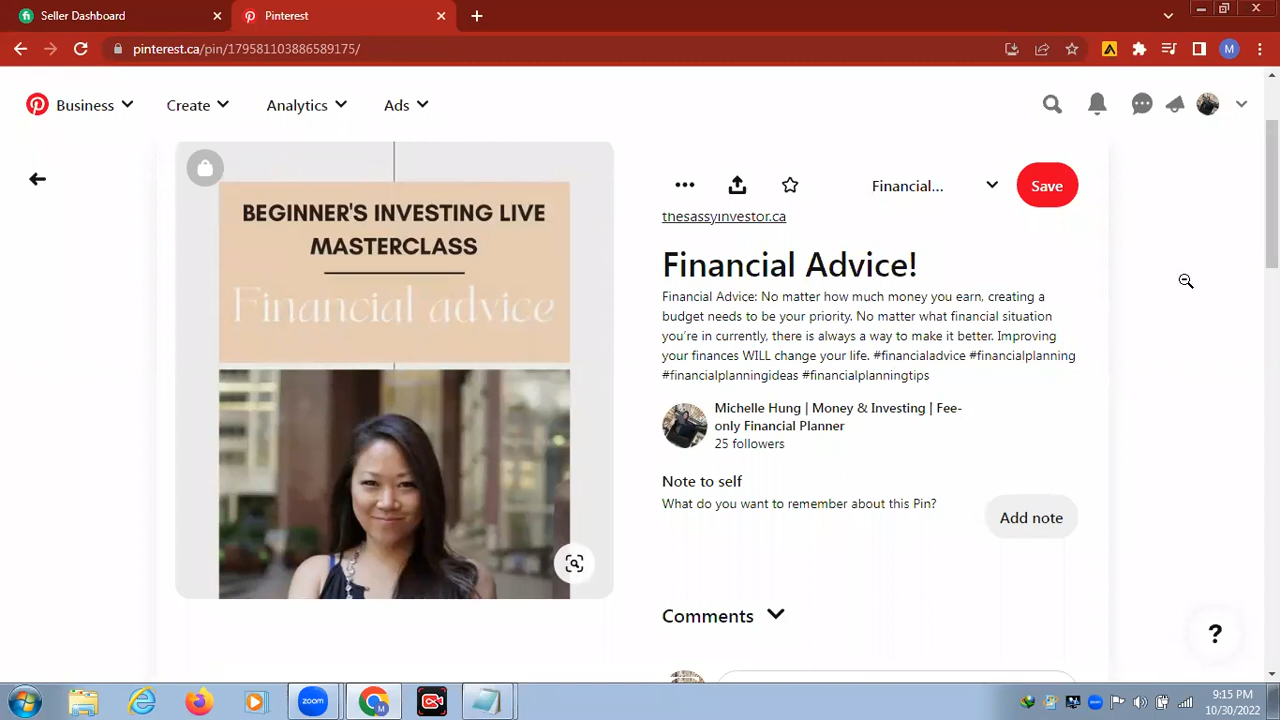 Seller Dashboard
Pinterest
pinterest.ca/pin/179581103886589175/
M
Business
Create
Analytics
Ads
Financial...
Save
thesassyinvestor.ca
BEGINNER'S INVESTING LIVE
MASTERCLASS
Financial advice
Financial Advice!
Financial Advice: No matter how much money you earn, creating a
budget needs to be your priority. No matter what financial situation
you're in currently, there is always a way to make it better. Improving
your finances WILL change your life. #financialadvice #financialplanning
#financialplanningideas #financialplanningtips
Michelle Hung | Money & Investing | Fee-
only Financial Planner
25 followers
Note to self
What do you want to remember about this Pin?
Add note
Comments
?
zoom
M
9:15 PM
10/30/2022